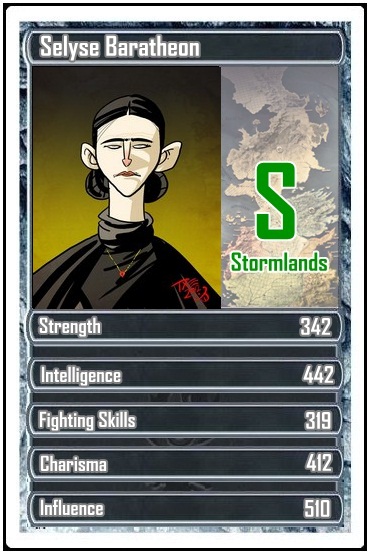 Selyse Baratheon
S
Stormlands
Strength 342
Intelligence 442
Fighting Skills 319
Charisma 412
Influence 510